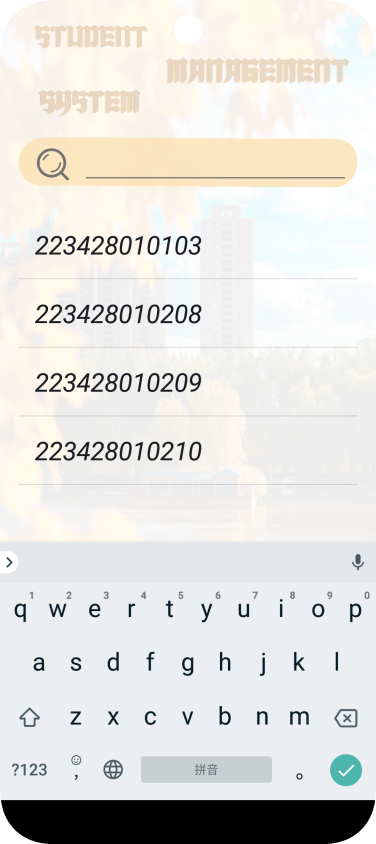 STUDENT
MANAGEMENT
SYSTEM
223428010103
223428010208
223428010209
223428010210
1 2 3 4 5 6 7 8 9 0
q w e r t y u i o p
a s d f g h j k l
z x c v b n m
?123 , 拼音 。